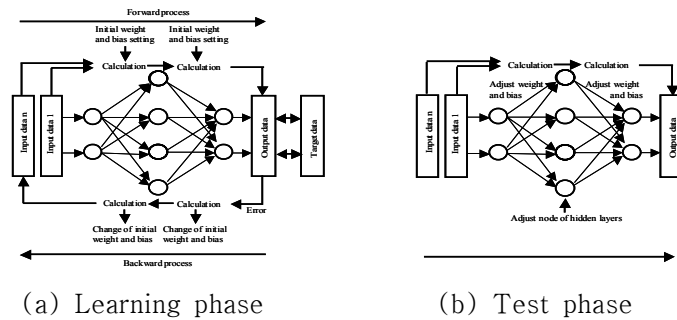 Forward process
Initial weight and bias setting
Initial weight and bias setting
Calculation
Calculation
Input data n
Input data 1
Output data
Target data
Calculation
Calculation
Error
Change of initial weight and bias
Change of initial weight and bias
Backward process
(a) Learning phase
Calculation
Calculation
Adjust weight and bias
Adjust weight and bias
Input data n
Input data 1
Output data
Adjust node of hidden layers
(b) Test phase